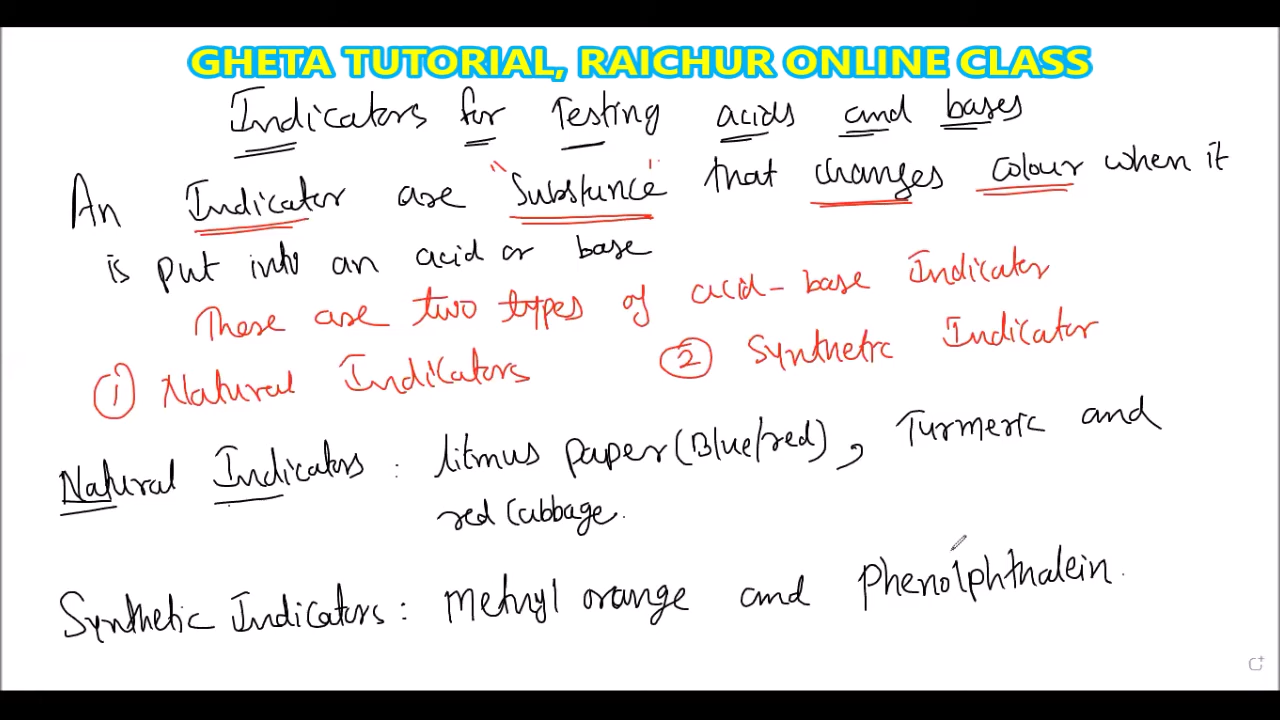 GHETA TUTORIAL, RAICHUR ONLINE CLASS
Indicators for Testing acids and bases
An Indicator are "Substance" that changes colour when it
is put into an acid or base
These are two types of acid-base Indicator
① Natural Indicators ② Synthetic Indicator
Natural Indicators : litmus paper (Blue/red), Turmeric and
red Cabbage.
Synthetic Indicators : Methyl orange and phenolphthalein.